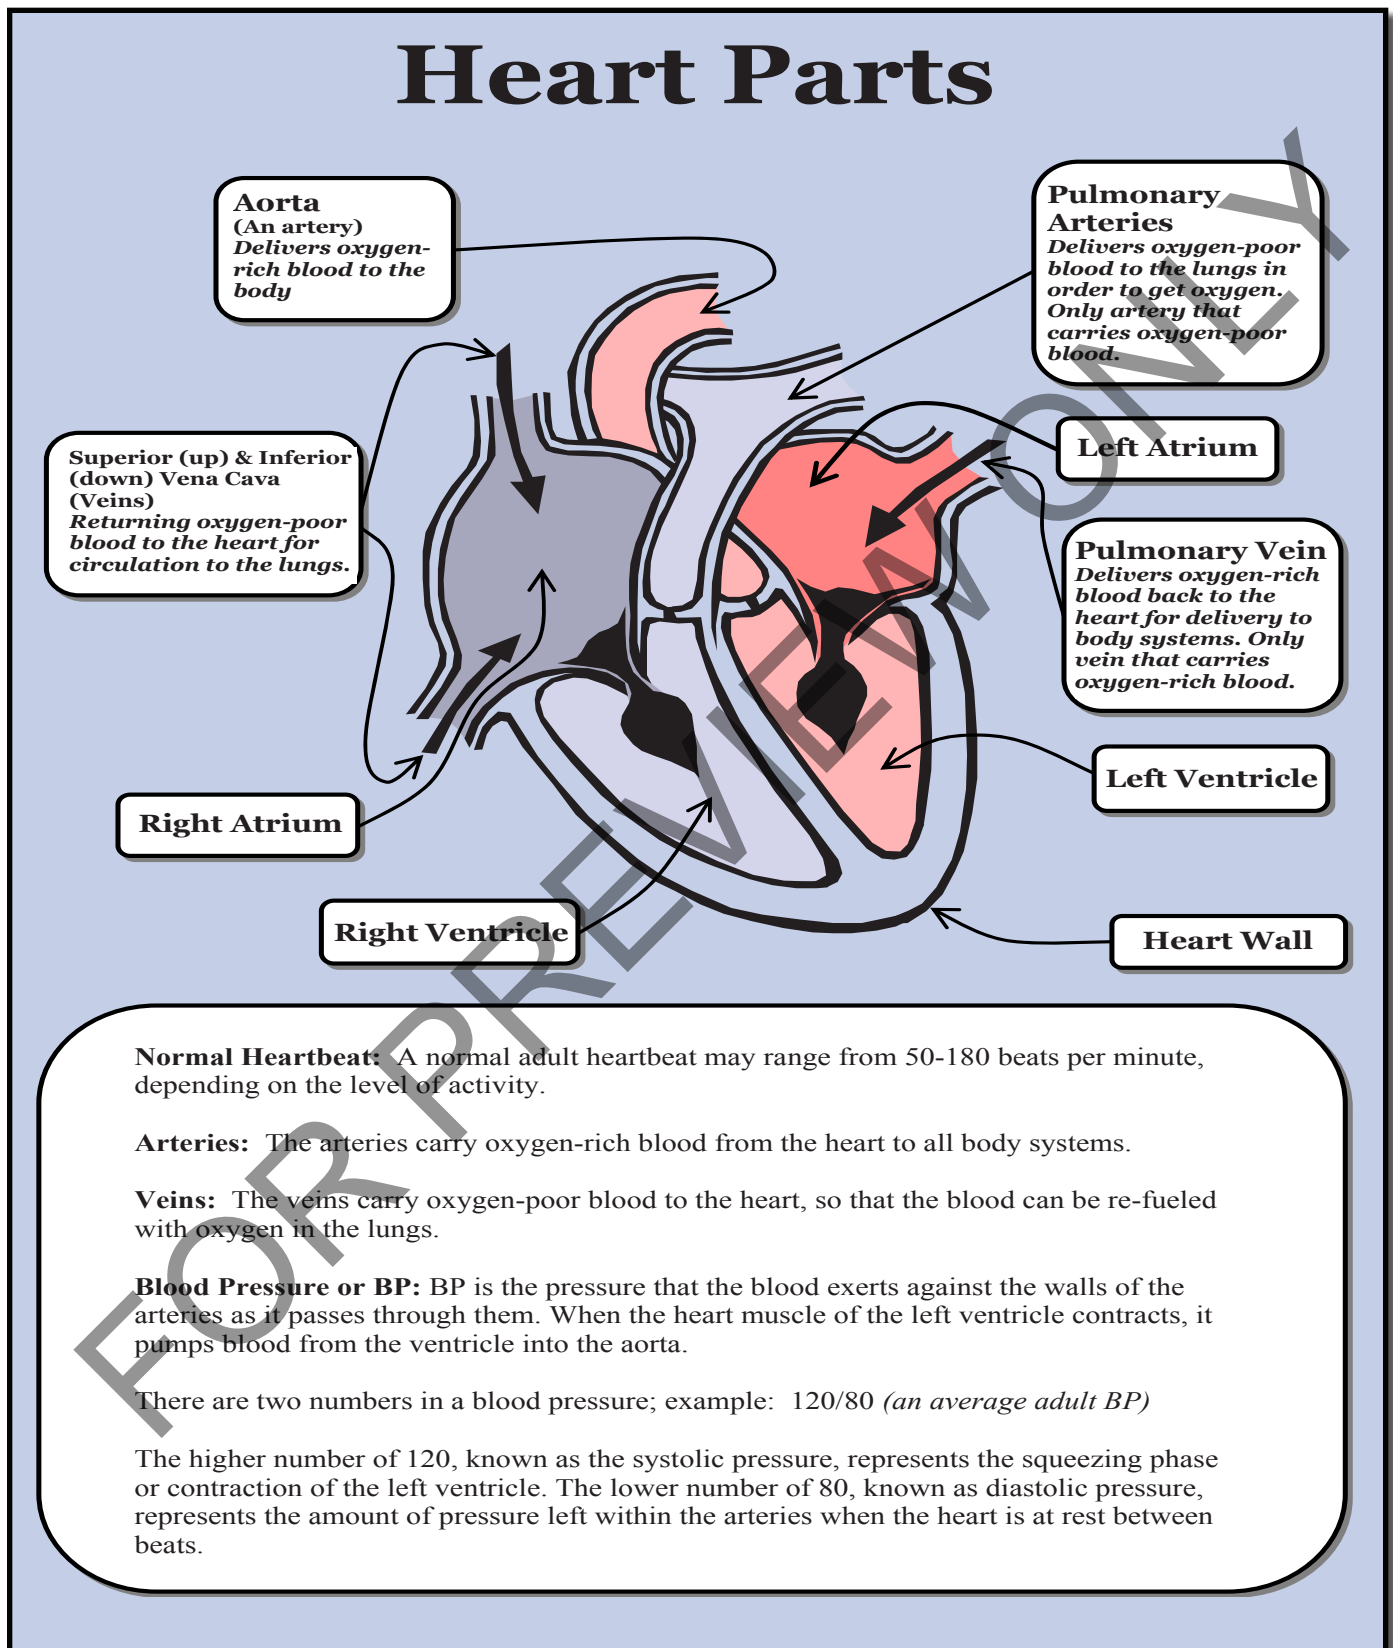 Heart Parts
Aorta
(An artery)
Delivers oxygen-
rich blood to the
body
Pulmonary
Arteries
Delivers oxygen-poor
blood to the lungs in
order to get oxygen.
Only artery that
carries oxygen-poor
blood.
Superior (up) & Inferior
(down) Vena Cava
(Veins)
Returning oxygen-poor
blood to the heart for
circulation to the lungs.
Left Atrium
Pulmonary Vein
Delivers oxygen-rich
blood back to the
heart for delivery to
body systems. Only
vein that carries
oxygen-rich blood.
Left Ventricle
Right Atrium
Right Ventricle
Heart Wall
Normal Heartbeat: A normal adult heartbeat may range from 50-180 beats per minute,
depending on the level of activity.
Arteries: The arteries carry oxygen-rich blood from the heart to all body systems.
Veins: The veins carry oxygen-poor blood to the heart, so that the blood can be re-fueled
with oxygen in the lungs.
Blood Pressure or BP: BP is the pressure that the blood exerts against the walls of the
arteries as it passes through them. When the heart muscle of the left ventricle contracts, it
pumps blood from the ventricle into the aorta.
There are two numbers in a blood pressure; example: 120/80 (an average adult BP)
The higher number of 120, known as the systolic pressure, represents the squeezing phase
or contraction of the left ventricle. The lower number of 80, known as diastolic pressure,
represents the amount of pressure left within the arteries when the heart is at rest between
beats.
FOR PREVIEW ONLY